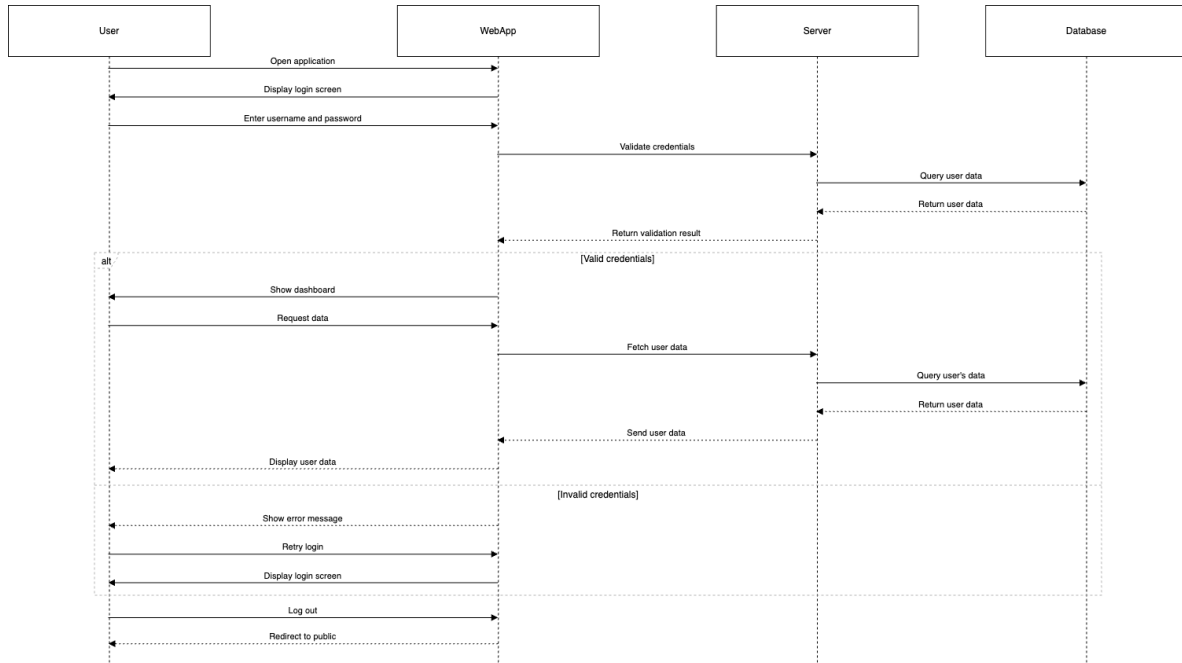 User
WebApp
Server
Database
Open application
Display login screen
Enter username and password
Validate credentials
Query user data
Return user data
Return validation result
alt
[Valid credentials]
Show dashboard
Request data
Fetch user data
Query user's data
Return user data
Send user data
Display user data
[Invalid credentials]
Show error message
Retry login
Display login screen
Log out
Redirect to public